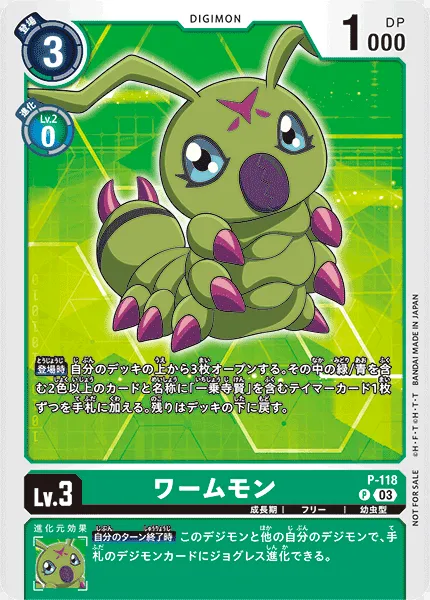 DIGIMON
登場
3
1000
DP
進化
Lv.2
0
登場時 自分のデッキの上から3枚オープンする。その中の緑/青を含
む2色以上のカードと名称に「一乗寺賢」を含むテイマーカード1枚
ずつを手札に加える。残りはデッキの下に戻す。
©H・F・T ©H・T・T BANDAI MADE IN JAPAN
NOT FOR SALE
Lv.3
ワームモン
P-118
P 03
成長期 | フリー | 幼虫型
進化元効果
自分のターン終了時 このデジモンと他の自分のデジモンで、手
札のデジモンカードにジョグレス進化できる。